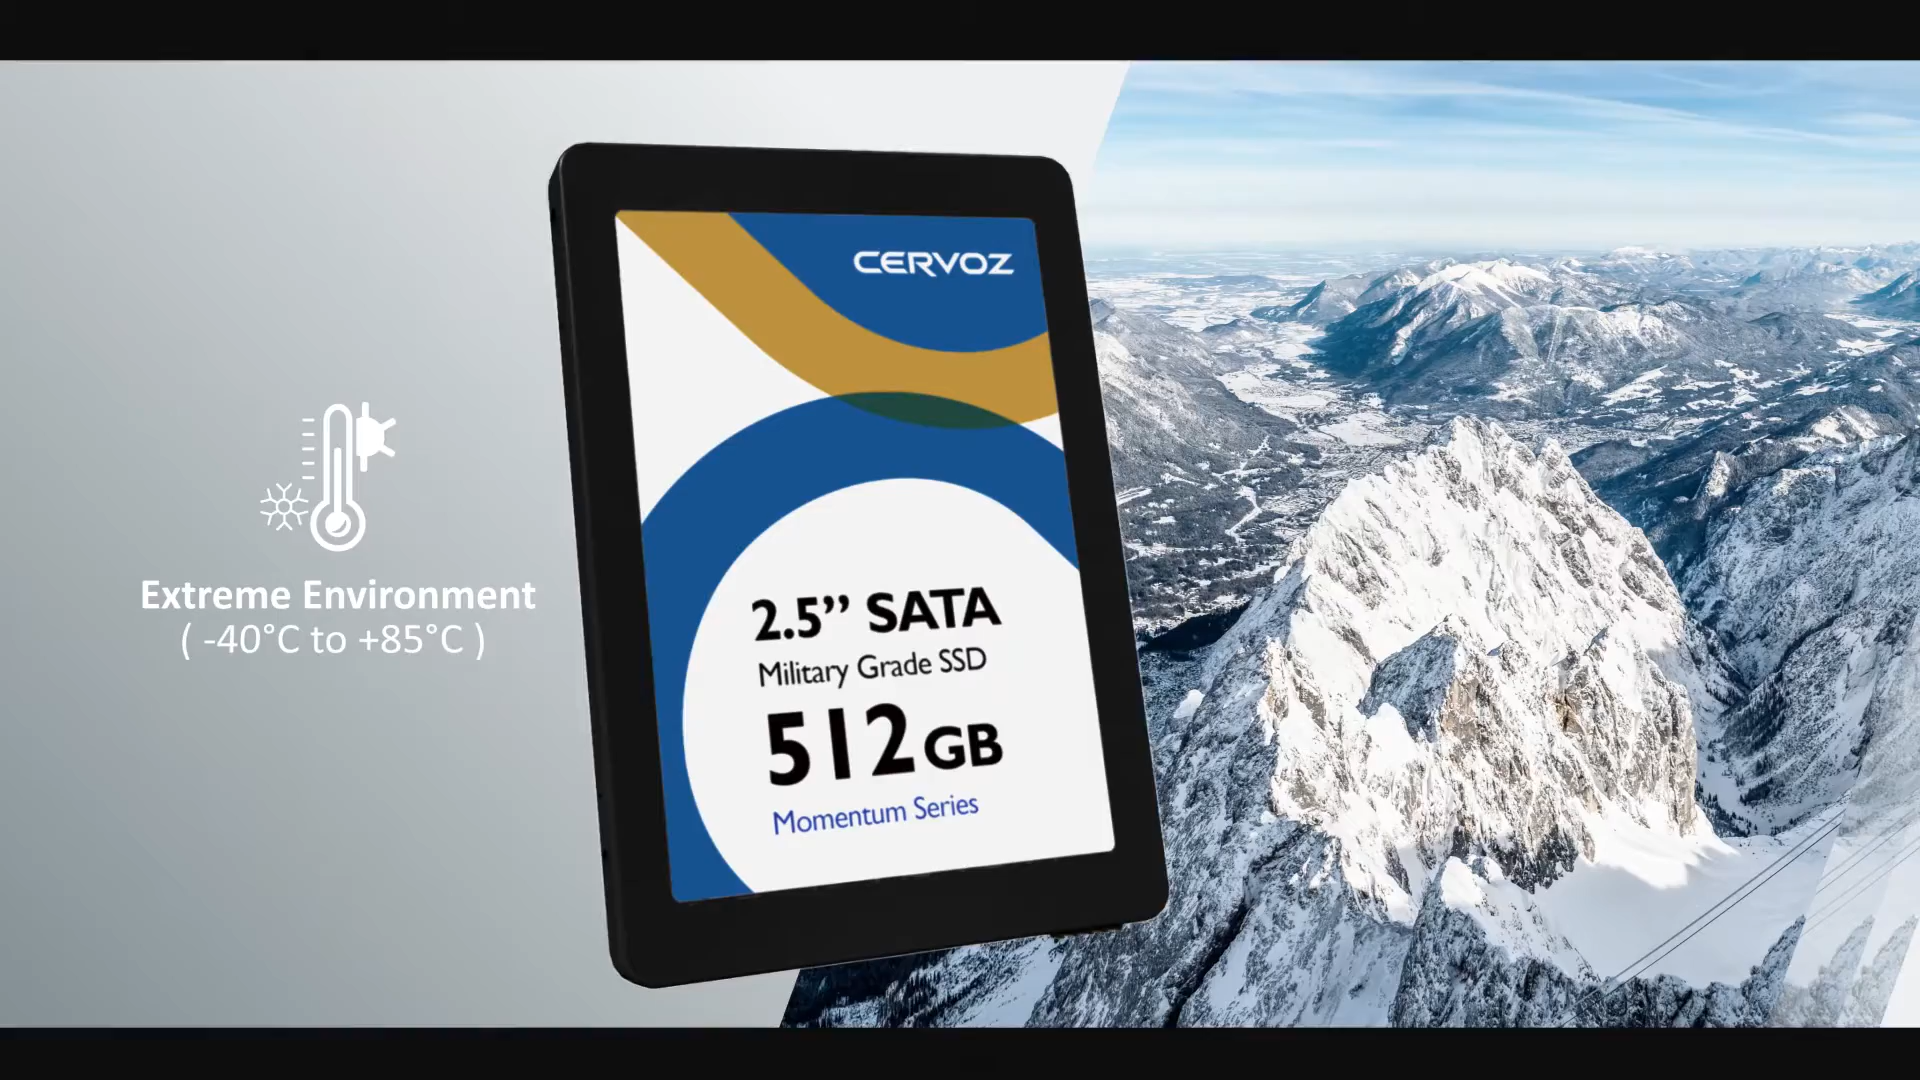 CERVOZ
2.5” SATA
Military Grade SSD
512GB
Momentum Series
Extreme Environment
( -40°C to +85°C )